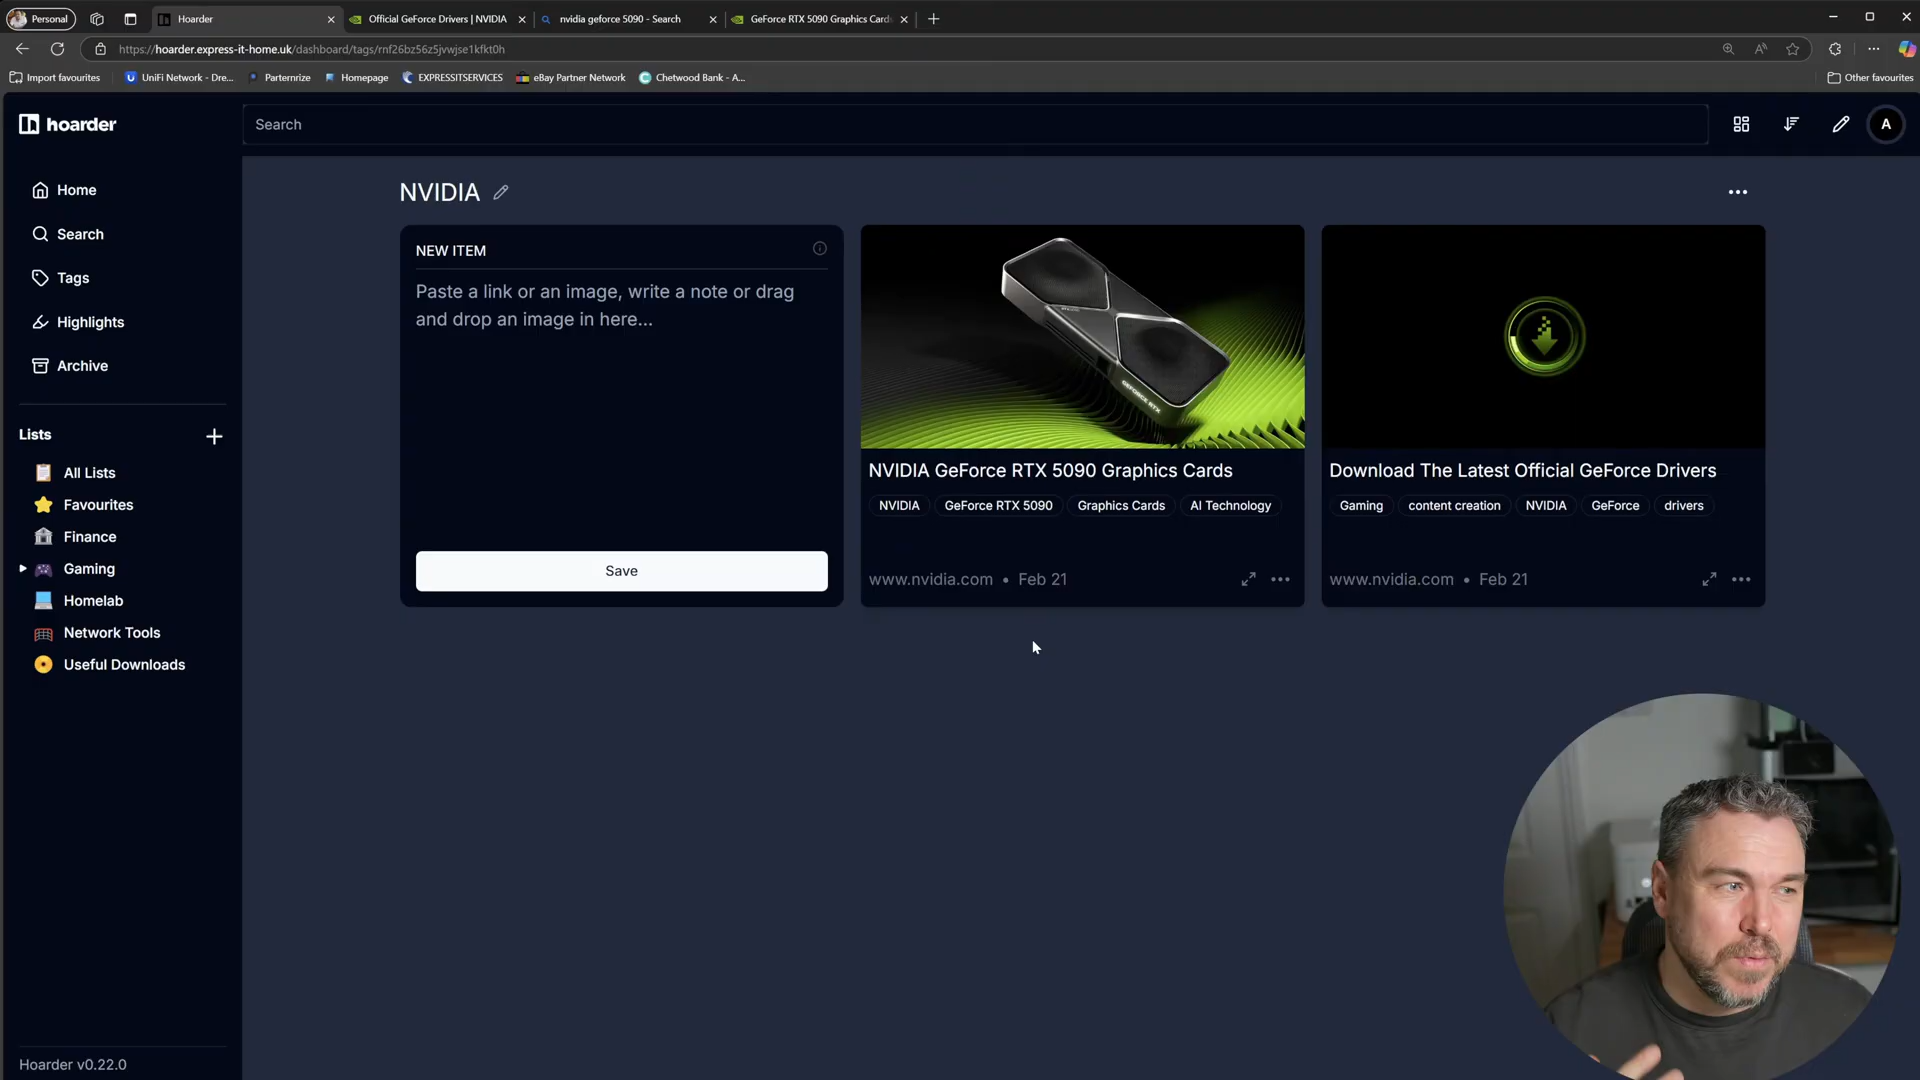 Personal
Hoarder
Official GeForce Drivers | NVIDIA
nvidia geforce 5090 - Search
GeForce RTX 5090 Graphics Cards
https://hoarder.express-it-home.uk/dashboard/tags/rnf26bz56z5jvwjse1kfkt0h
Import favourites
UniFi Network - Dre...
Parternrize
Homepage
EXPRESSITSERVICES
eBay Partner Network
Chetwood Bank - A...
Other favourites
hoarder
Search
A
Home
Search
Tags
Highlights
Archive
Lists
All Lists
Favourites
Finance
Gaming
Homelab
Network Tools
Useful Downloads
Hoarder v0.22.0
NVIDIA
NEW ITEM
Paste a link or an image, write a note or drag
and drop an image in here...
Save
GEFORCE RTX
NVIDIA GeForce RTX 5090 Graphics Cards
NVIDIA GeForce RTX 5090 Graphics Cards AI Technology
www.nvidia.com • Feb 21
Download The Latest Official GeForce Drivers
Gaming content creation NVIDIA GeForce drivers
www.nvidia.com • Feb 21